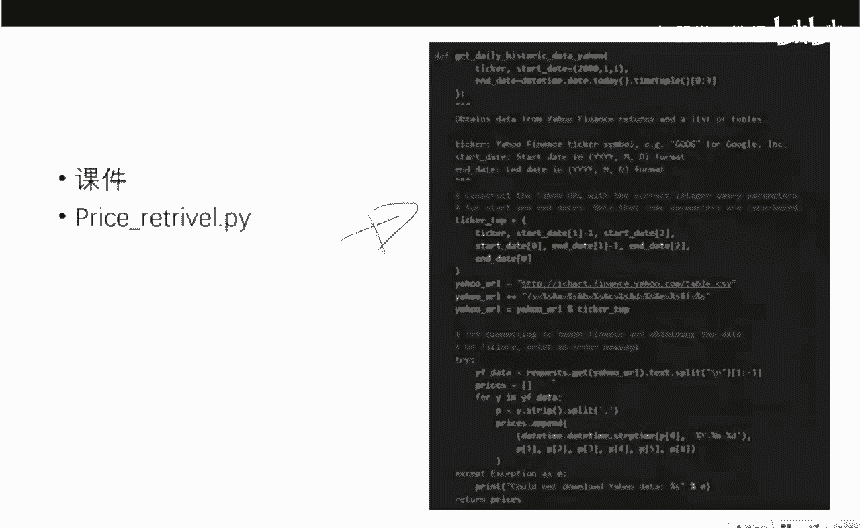 课件
Price_retrivel.py
def get_daily_historic_data_yahoo(
ticker, start_date=(2000,1,1),
end_date=datetime.date.today().timetuple()[0:3]
):
"""
Obtains data from Yahoo Finance returns and a list of tuples.
ticker: Yahoo Finance ticker symbol, e.g. "GOOG" for Google, Inc.
start_date: Start date in (YYYY, M, D) format
end_date: End date in (YYYY, M, D) format
"""
# Construct the Yahoo URL with the correct integer query parameters
# for start and end dates. Note that some parameters are
ticker_tup = (
ticker, start_date[1]-1, start_date[2],
start_date[0], end_date[1]-1, end_date[2],
end_date[0]
)
yahoo_url = "http://ichart.finance.yahoo.com/table.csv"
yahoo_url +=
yahoo_url = yahoo_url % ticker_tup
# Try connecting to Yahoo Finance and obtaining the data
# On failure, print an error message
try:
yf_data = requests.get(yahoo_url).text.split("\n")[1:-1]
prices = []
for y in yf_data:
p = y.strip().split(',')
prices.append(
(datetime.datetime.strptime(p[0], '%Y-%m-%d'),
p[1], p[2], p[3], p[4], p[5], p[6])
)
except Exception as e:
print("Could not download Yahoo data: %s" % e)
return prices